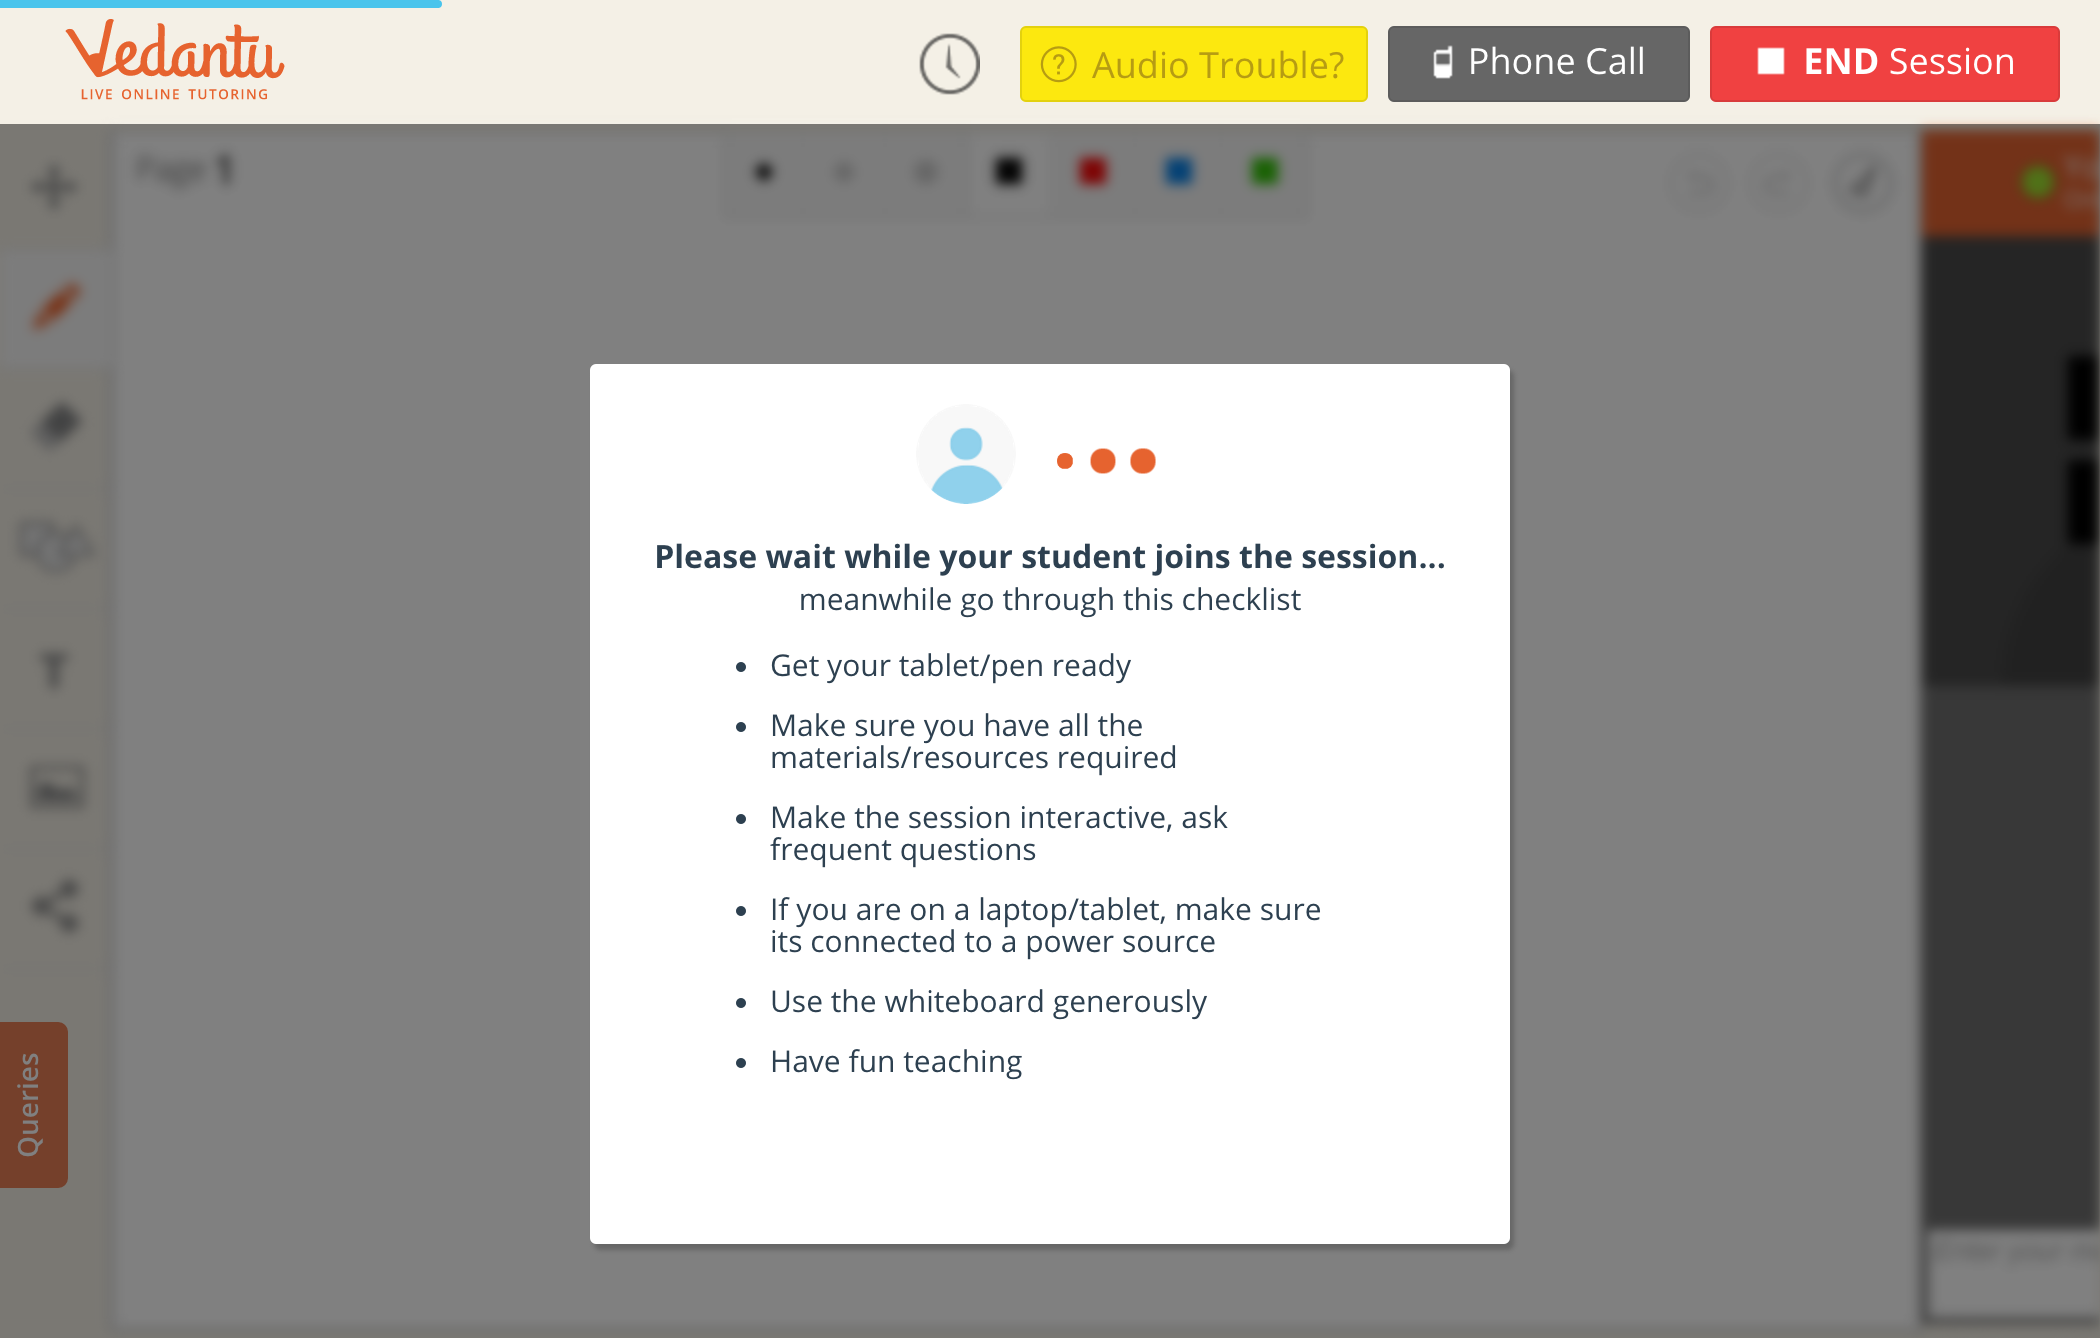 Vedantu
LIVE ONLINE TUTORING
? Audio Trouble?
Phone Call
END Session
Page 1
T
Please wait while your student joins the session...
meanwhile go through this checklist
• Get your tablet/pen ready
• Make sure you have all the
materials/resources required
• Make the session interactive, ask
frequent questions
• If you are on a laptop/tablet, make sure
its connected to a power source
• Use the whiteboard generously
• Have fun teaching
Queries